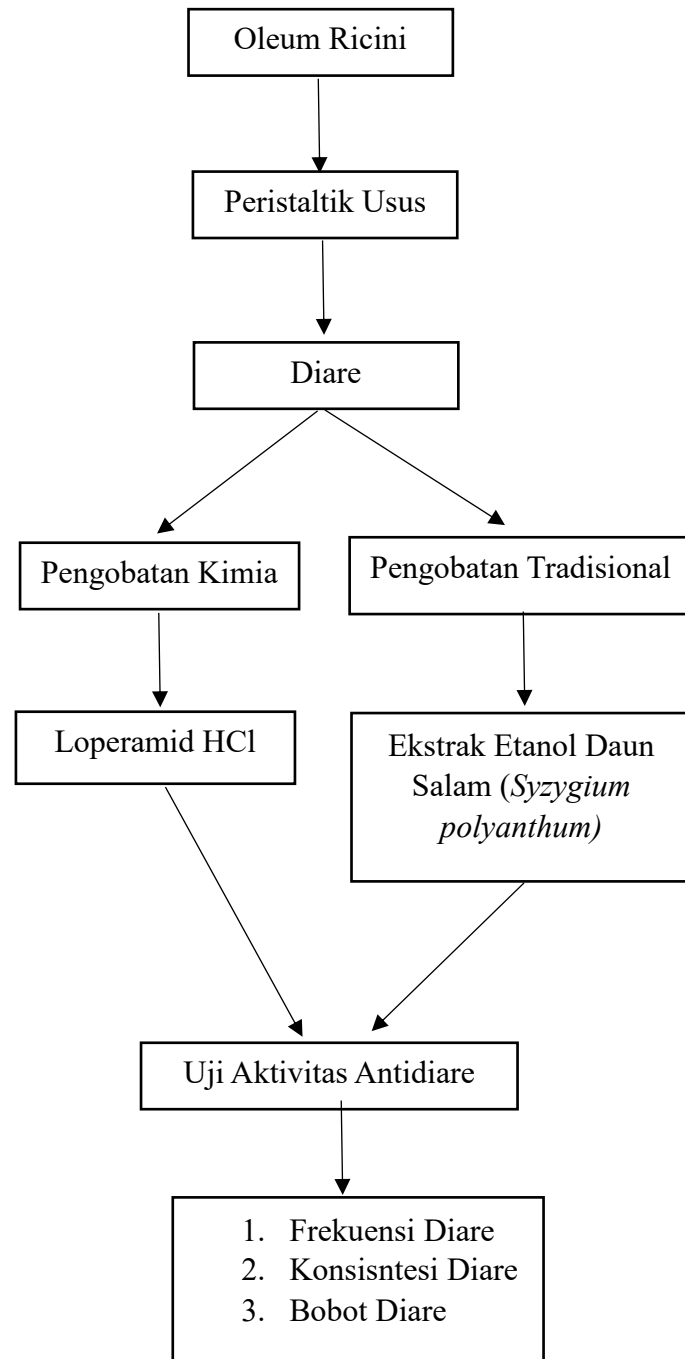 Oleum Ricini
Peristaltik Usus
Diare
Pengobatan Kimia
Pengobatan Tradisional
Loperamid HCl
Ekstrak Etanol Daun
Salam (Syzygium
polyanthum)
Uji Aktivitas Antidiare
1. Frekuensi Diare
2. Konsisntesi Diare
3. Bobot Diare